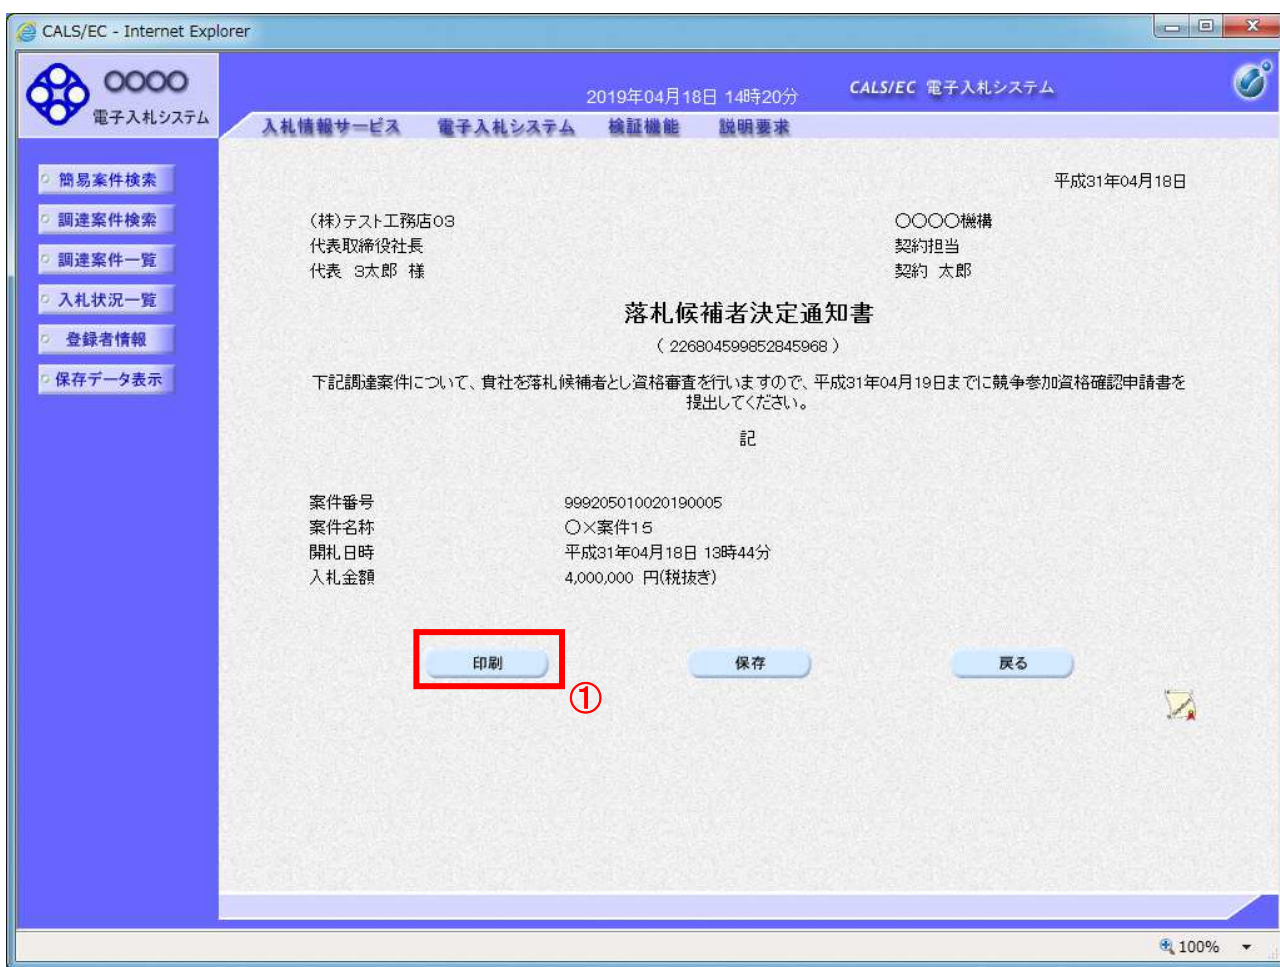 CALS/EC - Internet Explorer
〇〇〇〇
電子入札システム
2019年04月18日 14時20分
CALS/EC 電子入札システム
入札情報サービス 電子入札システム 検証機能 説明要求
簡易案件検索
調達案件検索
調達案件一覧
入札状況一覧
登録者情報
保存データ表示
平成31年04月18日
(株)テスト工務店03
代表取締役社長
代表 3太郎 様
〇〇〇〇機構
契約担当
契約 太郎
落札候補者決定通知書
( 226804599852845968 )
下記調達案件について、貴社を落札候補者とし資格審査を行いますので、平成31年04月19日までに競争参加資格確認申請書を
提出してください。
記
案件番号 999205010020190005
案件名称 〇×案件15
開札日時 平成31年04月18日 13時44分
入札金額 4,000,000 円(税抜き)
印刷 保存 戻る
①
100%